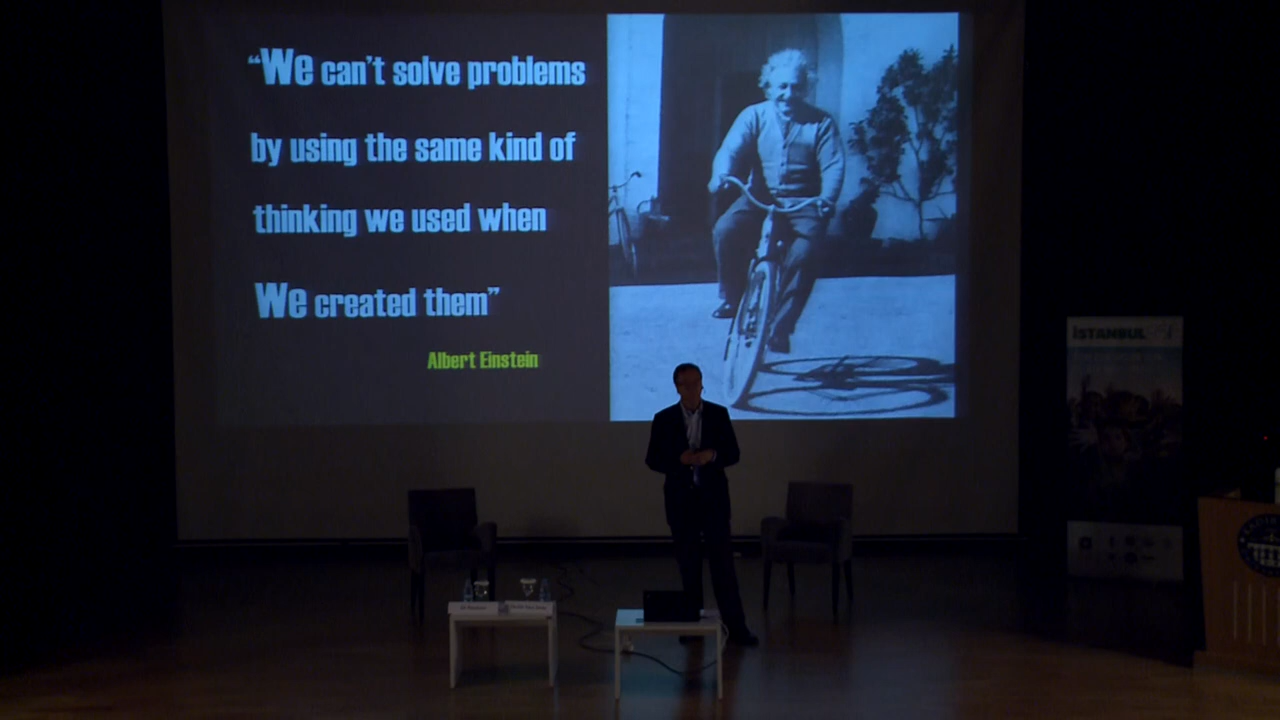 “We can't solve problems
by using the same kind of
thinking we used when
We created them”
Albert Einstein
İSTANBUL